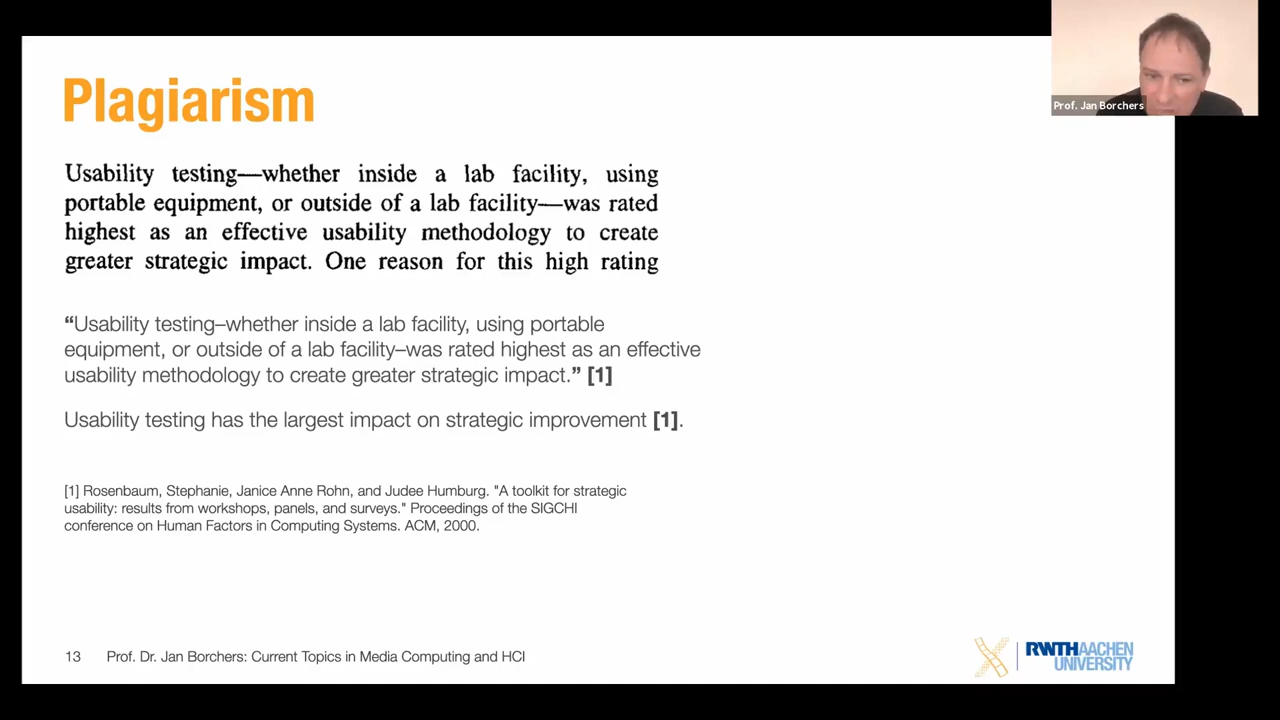 Prof. Jan Borchers
Plagiarism
Usability testing—whether inside a lab facility, using
portable equipment, or outside of a lab facility—was rated
highest as an effective usability methodology to create
greater strategic impact. One reason for this high rating
“Usability testing–whether inside a lab facility, using portable
equipment, or outside of a lab facility–was rated highest as an effective
usability methodology to create greater strategic impact.” [1]
Usability testing has the largest impact on strategic improvement [1].
[1] Rosenbaum, Stephanie, Janice Anne Rohn, and Judee Humburg. "A toolkit for strategic
usability: results from workshops, panels, and surveys." Proceedings of the SIGCHI
conference on Human Factors in Computing Systems. ACM, 2000.
13 Prof. Dr. Jan Borchers: Current Topics in Media Computing and HCI
RWTHAACHEN
UNIVERSITY